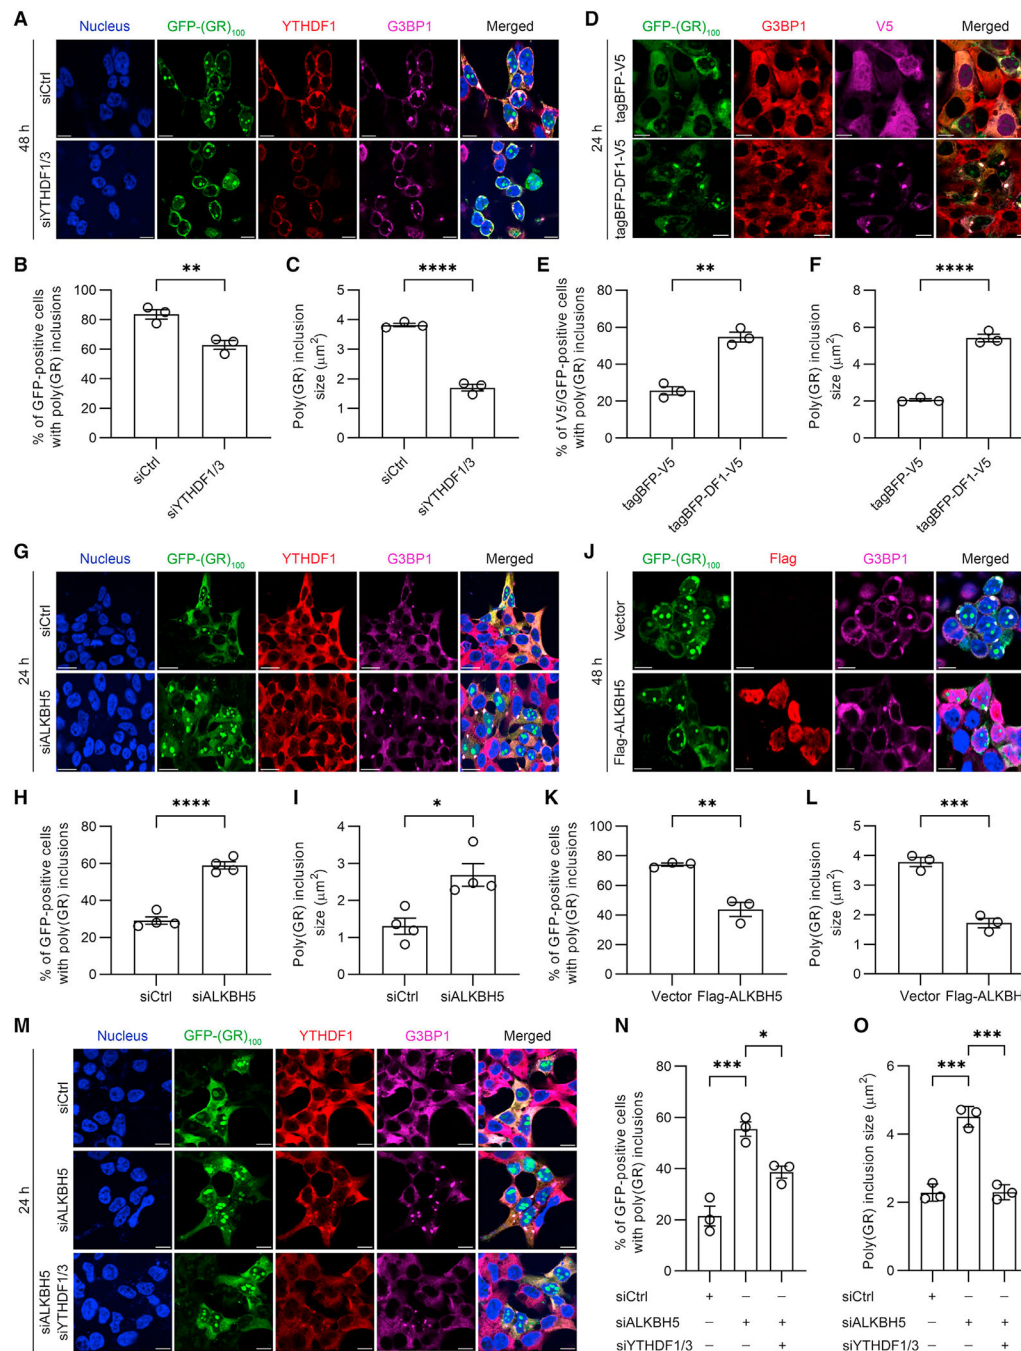 A
Nucleus GFP-(GR)100 YTHDF1 G3BP1 Merged
48 h
siCtrl
siYTHDF1/3
D
GFP-(GR)100 G3BP1 V5 Merged
24 h
tagBFP-V5
tagBFP-DF1-V5
B
**
% of GFP-positive cells
with poly(GR) inclusions
100
80
60
40
20
0
siCtrl
siYTHDF1/3
C
****
Poly(GR) inclusion
size (μm2)
5
4
3
2
1
0
siCtrl
siYTHDF1/3
E
**
% of V5/GFP-positive cells
with poly(GR) inclusions
80
60
40
20
0
tagBFP-V5
tagBFP-DF1-V5
F
****
Poly(GR) inclusion
size (μm2)
8
6
4
2
0
tagBFP-V5
tagBFP-DF1-V5
G
Nucleus GFP-(GR)100 YTHDF1 G3BP1 Merged
24 h
siCtrl
siALKBH5
J
GFP-(GR)100 Flag G3BP1 Merged
48 h
Vector
Flag-ALKBH5
H
****
% of GFP-positive cells
with poly(GR) inclusions
80
60
40
20
0
siCtrl siALKBH5
I
*
Poly(GR) inclusion
size (μm2)
4
3
2
1
0
siCtrl siALKBH5
K
**
% of GFP-positive cells
with poly(GR) inclusions
100
80
60
40
20
0
Vector Flag-ALKBH5
L
***
Poly(GR) inclusion
size (μm2)
5
4
3
2
1
0
Vector
M
Nucleus GFP-(GR)100 YTHDF1 G3BP1 Merged
24 h
siCtrl
siALKBH5
siALKBH5
siYTHDF1/3
N
***
*
% of GFP-positive cells
with poly(GR) inclusions
80
60
40
20
0
siCtrl + – –
siALKBH5 – + +
siYTHDF1/3 – – +
O
***
***
Poly(GR) inclusion size (μm2)
6
4
2
0
siCtrl + – –
siALKBH5 – + +
siYTHDF1/3 – – +